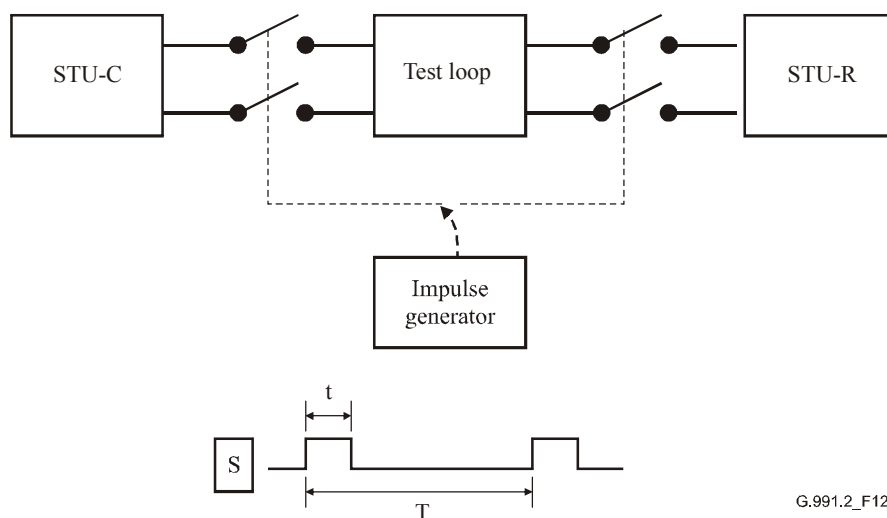 STU-C
Test loop
STU-R
Impulse
generator
t
S
T
G.991.2_F12